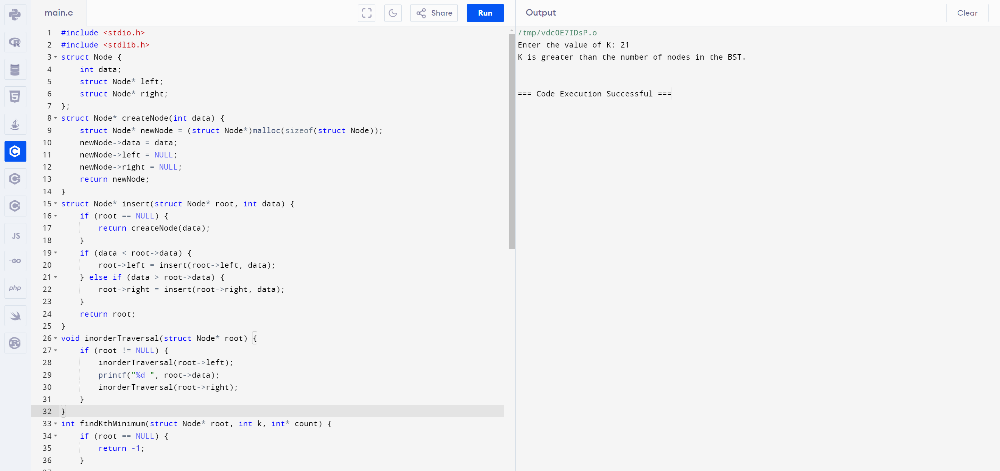 main.c
Share
Run
Output
Clear
JS
GO
php
1 #include <stdio.h>
2 #include <stdlib.h>
3 struct Node {
4     int data;
5     struct Node* left;
6     struct Node* right;
7 };
8 struct Node* createNode(int data) {
9     struct Node* newNode = (struct Node*)malloc(sizeof(struct Node));
10     newNode->data = data;
11     newNode->left = NULL;
12     newNode->right = NULL;
13     return newNode;
14 }
15 struct Node* insert(struct Node* root, int data) {
16     if (root == NULL) {
17         return createNode(data);
18     }
19     if (data < root->data) {
20         root->left = insert(root->left, data);
21     } else if (data > root->data) {
22         root->right = insert(root->right, data);
23     }
24     return root;
25 }
26 void inorderTraversal(struct Node* root) {
27     if (root != NULL) {
28         inorderTraversal(root->left);
29         printf("%d ", root->data);
30         inorderTraversal(root->right);
31     }
32 }
33 int findKthMinimum(struct Node* root, int k, int* count) {
34     if (root == NULL) {
35         return -1;
36     }
/tmp/vdcOE7IDsP.o
Enter the value of K: 21
K is greater than the number of nodes in the BST.
=== Code Execution Successful ===